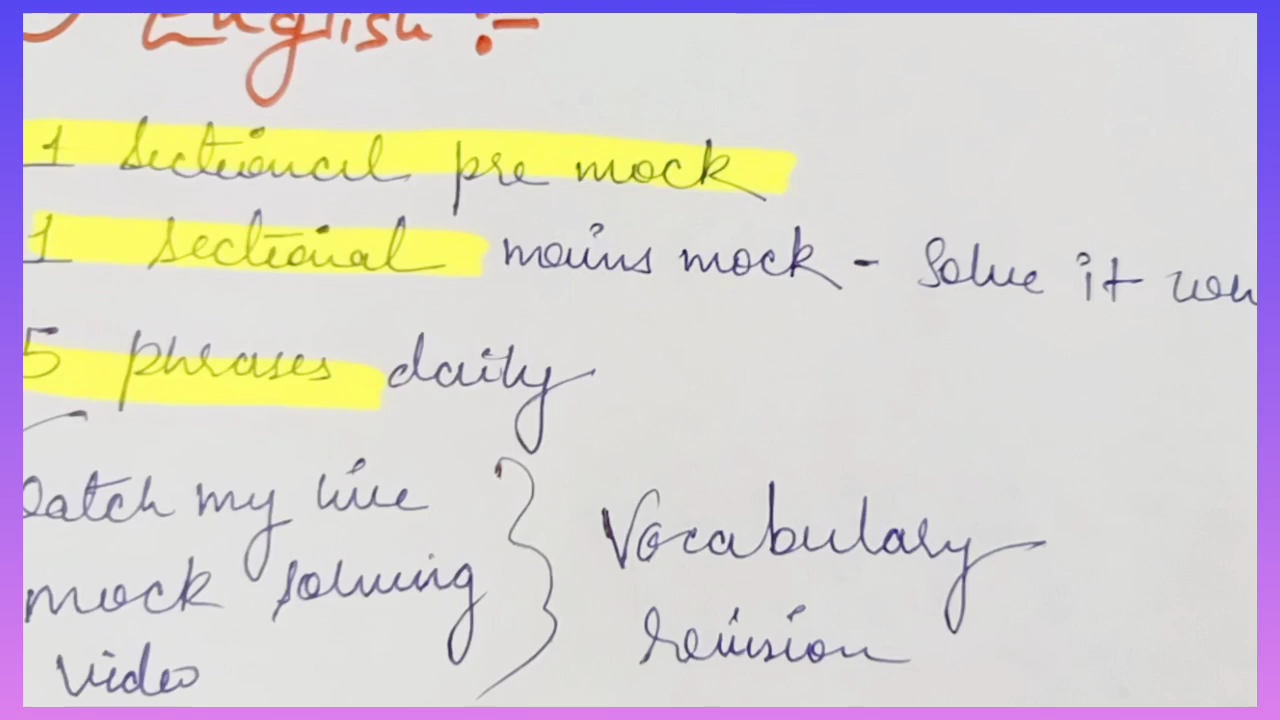 English :-
1 Sectional pre mock
1 Sectional mains mock - Solve it
5 phrases daily
my live
mock solving
video
Vocabulary
revision